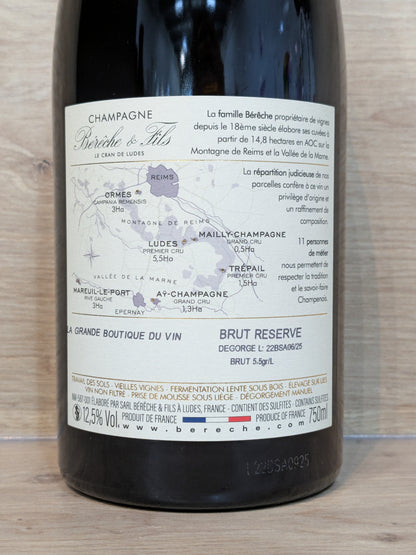 CHAMPAGNE
Bérêche & Fils
LE CRAN DE LUDES
La famille Bérêche propriétaire de vignes
depuis le 18ème siècle élabore ses cuvées à
partir de 14,8 hectares en AOC sur la
Montagne de Reims et la Vallée de la Marne.
La répartition judicieuse de nos
parcelles confère à ce vin un
privilège d'origine et
un raffinement de
composition.
11 personnes
de métier
nous permettent de
respecter la tradition
et le savoir-faire
Champenois.
REIMS
ORMES
CAMPANIA REMENSIS
3Ha
MONTAGNE DE REIMS
MAILLY-CHAMPAGNE
GRAND CRU
0,5Ha
LUDES
PREMIER CRU
5,5Ha
TRÉPAIL
PREMIER CRU
1,5Ha
VALLÉE DE LA MARNE
MAREUIL-LE-PORT
RIVE GAUCHE
3Ha
AŸ-CHAMPAGNE
GRAND CRU
1,3Ha
EPERNAY
LA GRANDE BOUTIQUE DU VIN
BRUT RESERVE
DEGORGE L: 22BSA06/25
BRUT 5.5gr/L
TRAVAIL DES SOLS - VIEILLES VIGNES - FERMENTATION LENTE SOUS BOIS - ÉLEVAGE SUR LIES
VIN NON FILTRÉ - PRISE DE MOUSSE SOUS LIÈGE - DÉGORGEMENT MANUEL
NM-587-001 ÉLABORÉ PAR SARL BÉRÊCHE & FILS À LUDES, FRANCE - CONTIENT DES SULFITES - CONTAINS SULFITES
12,5% Vol. PRODUIT DE FRANCE PRODUCE OF FRANCE 750ml
www.bereche.com
L22DSA0925